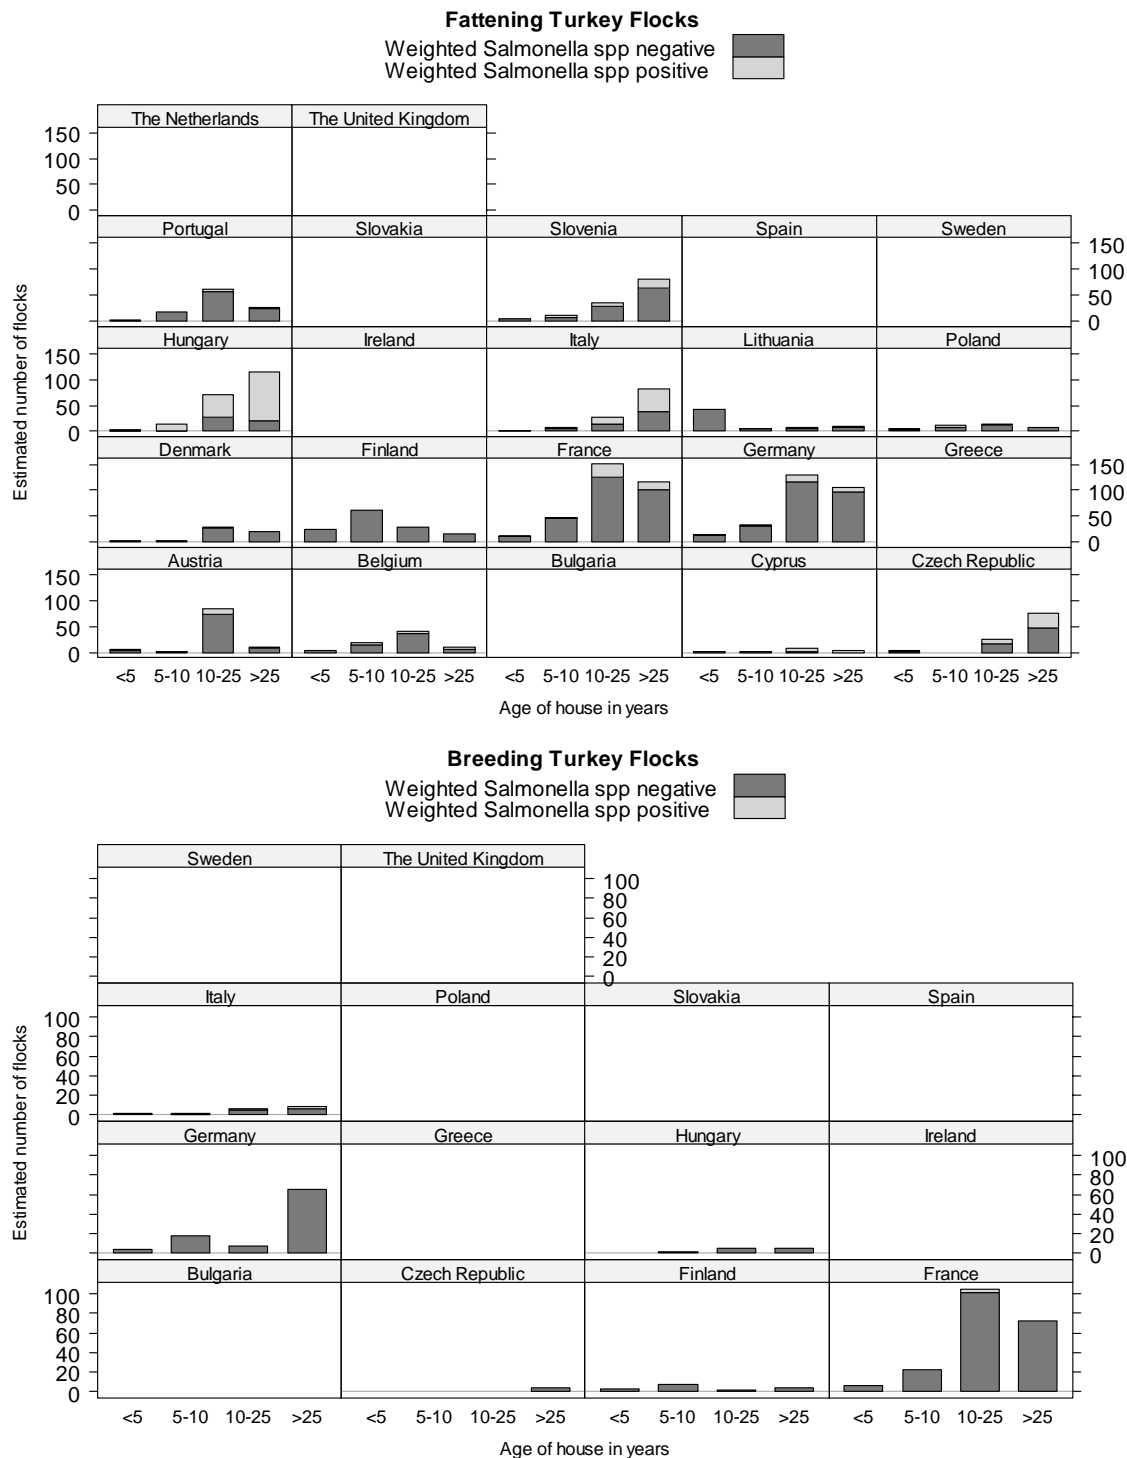 Fattening Turkey Flocks
Weighted Salmonella spp negative
Weighted Salmonella spp positive
The Netherlands The United Kingdom
150
100
50
0
Portugal Slovakia Slovenia Spain Sweden
150
100
50
0
Hungary Ireland Italy Lithuania Poland
150
100
50
0
Denmark Finland France Germany Greece
150
100
50
0
Austria Belgium Bulgaria Cyprus Czech Republic
150
100
50
0
<5 5-10 10-25 >25 <5 5-10 10-25 >25 <5 5-10 10-25 >25 <5 5-10 10-25 >25 <5 5-10 10-25 >25
Age of house in years
Estimated number of flocks
Breeding Turkey Flocks
Weighted Salmonella spp negative
Weighted Salmonella spp positive
Sweden The United Kingdom
100
80
60
40
20
0
Italy Poland Slovakia Spain
100
80
60
40
20
0
Germany Greece Hungary Ireland
100
80
60
40
20
0
Bulgaria Czech Republic Finland France
100
80
60
40
20
0
<5 5-10 10-25 >25 <5 5-10 10-25 >25 <5 5-10 10-25 >25 <5 5-10 10-25 >25
Age of house in years
Estimated number of flocks